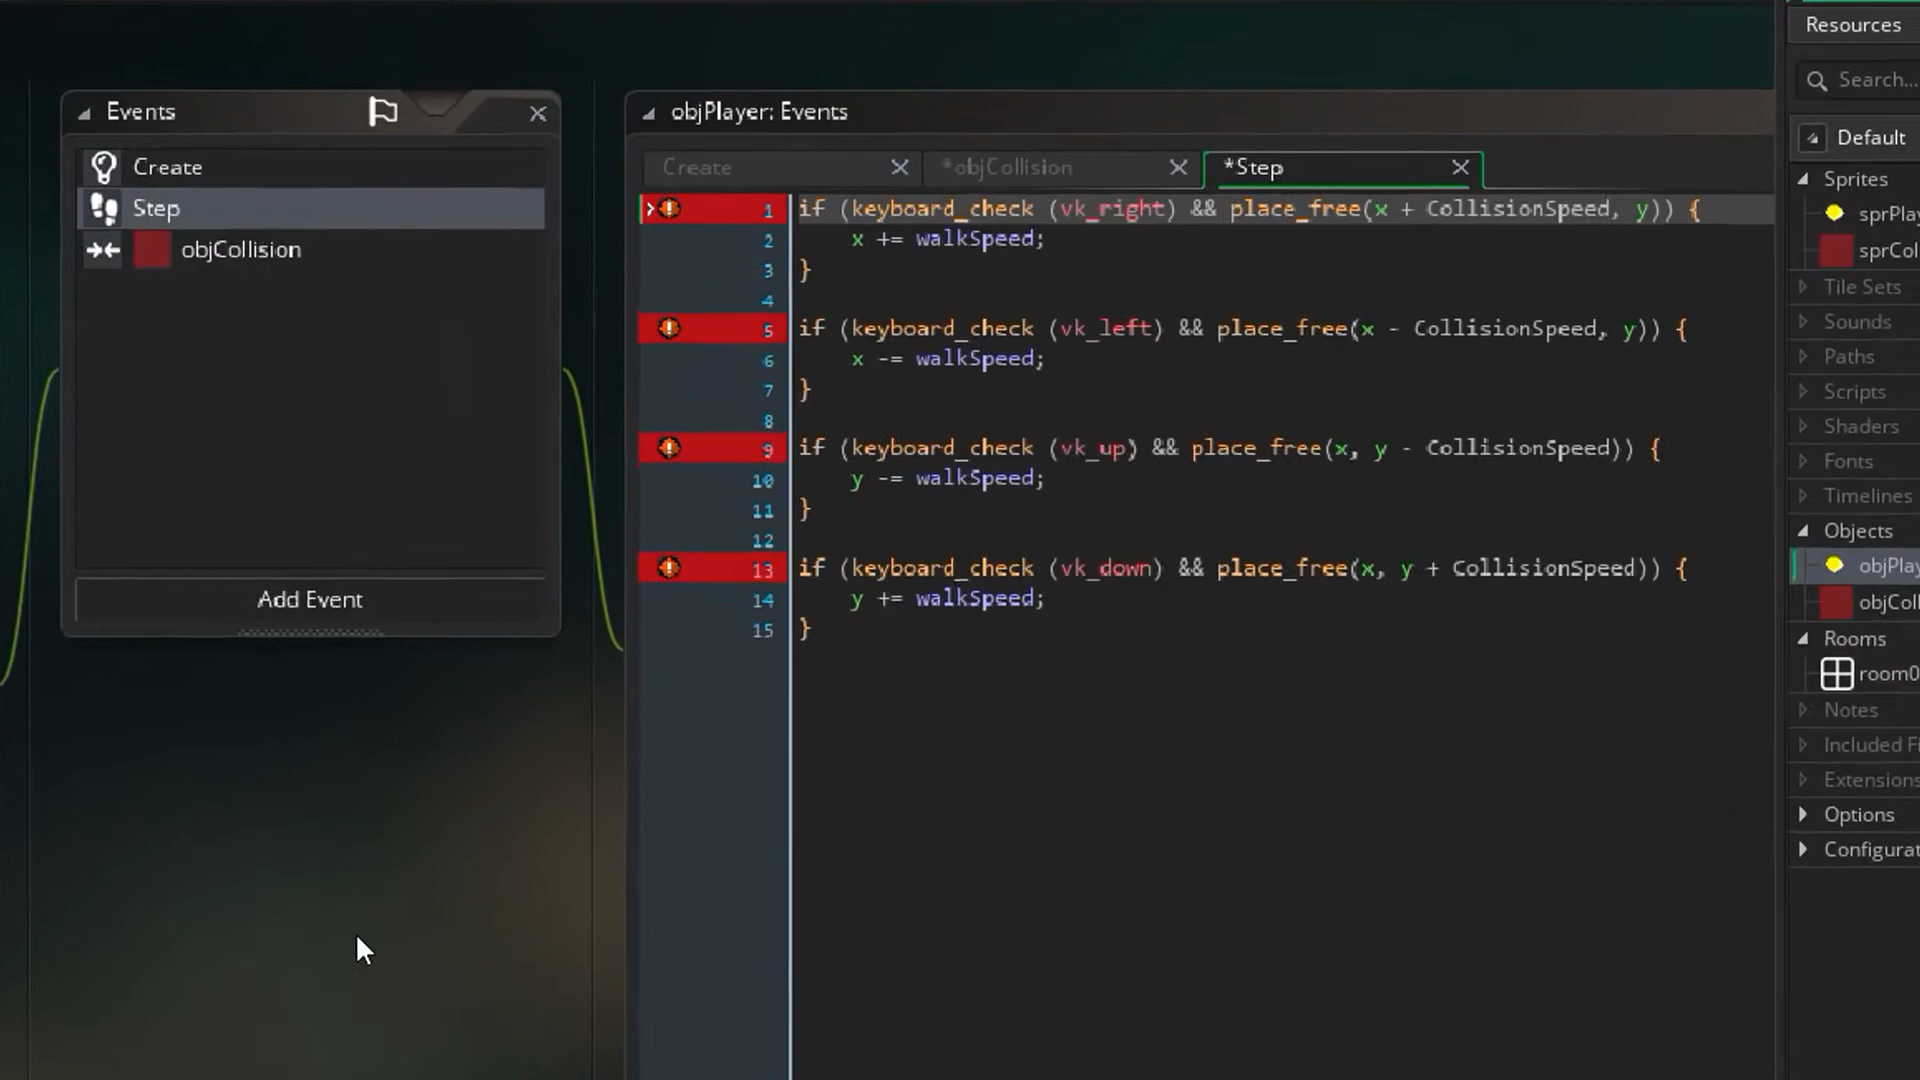 Events
Create
Step
objCollision
Add Event
objPlayer: Events
Create
*objCollision
*Step
1 if (keyboard_check (vk_right) && place_free(x + CollisionSpeed, y)) {
2 x += walkSpeed;
3 }
4
5 if (keyboard_check (vk_left) && place_free(x - CollisionSpeed, y)) {
6 x -= walkSpeed;
7 }
8
9 if (keyboard_check (vk_up) && place_free(x, y - CollisionSpeed)) {
10 y -= walkSpeed;
11 }
12
13 if (keyboard_check (vk_down) && place_free(x, y + CollisionSpeed)) {
14 y += walkSpeed;
15 }
Resources
Search...
Default
Sprites
sprPlay
sprColl
Tile Sets
Sounds
Paths
Scripts
Shaders
Fonts
Timelines
Objects
objPlay
objColl
Rooms
room0
Notes
Included Fi
Extensions
Options
Configurat